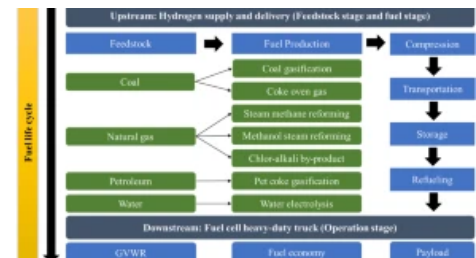 Upstream: Hydrogen supply and delivery (Feedstock stage and fuel stage)
Feedstock
Fuel Production
Compression
Coal
Coal gasification
Coke oven gas
Transportation
Natural gas
Steam methane reforming
Methanol steam reforming
Chlor-alkali by-product
Storage
Petroleum
Pet coke gasification
Refueling
Water
Water electrolysis
Downstream: Fuel cell heavy-duty truck (Operation stage)
GVWR
Fuel economy
Payload
Fuel life cycle